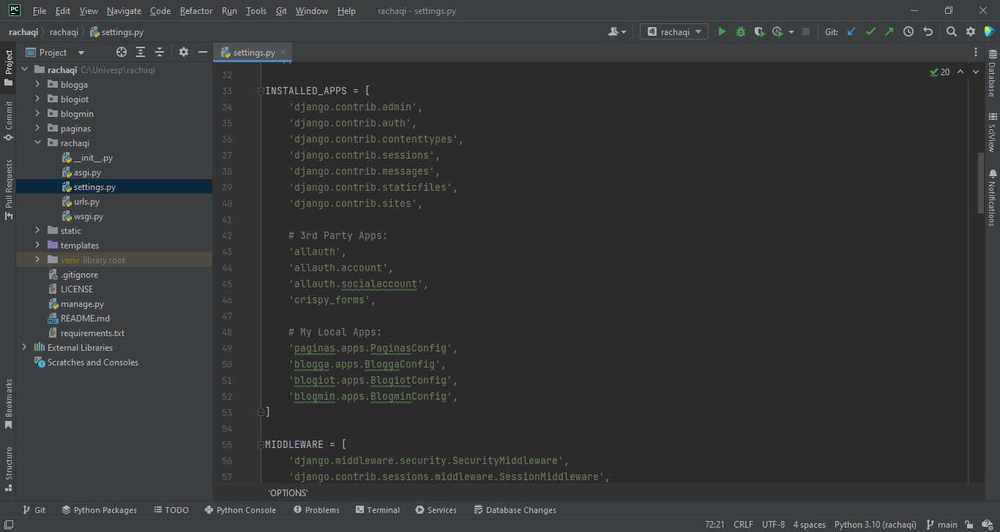 PC File Edit View Navigate Code Refactor Run Tools Git Window Help rachaqi - settings.py
rachaqi rachaqi settings.py dj rachaqi Git:
Project settings.py
rachaqi C:\Univesp\rachaqi
blogga
blogiot
blogmin
paginas
rachaqi
__init__.py
asgi.py
settings.py
urls.py
wsgi.py
static
templates
venv library root
.gitignore
LICENSE
manage.py
MD README.md
requirements.txt
External Libraries
Scratches and Consoles
Project
Commit
Pull Requests
Bookmarks
Structure
20
32
33 INSTALLED_APPS = [
34 'django.contrib.admin',
35 'django.contrib.auth',
36 'django.contrib.contenttypes',
37 'django.contrib.sessions',
38 'django.contrib.messages',
39 'django.contrib.staticfiles',
40 'django.contrib.sites',
41
42 # 3rd Party Apps:
43 'allauth',
44 'allauth.account',
45 'allauth.socialaccount',
46 'crispy_forms',
47
48 # My Local Apps:
49 'paginas.apps.PaginasConfig',
50 'blogga.apps.BloggaConfig',
51 'blogiot.apps.BlogiotConfig',
52 'blogmin.apps.BlogminConfig',
53 ]
54
55 MIDDLEWARE = [
56 'django.middleware.security.SecurityMiddleware',
57 'django.contrib.sessions.middleware.SessionMiddleware',
'OPTIONS'
Database
SciView
Notifications
Git Python Packages TODO Python Console Problems Terminal Services Database Changes
72:21 CRLF UTF-8 4 spaces Python 3.10 (rachaqi) main